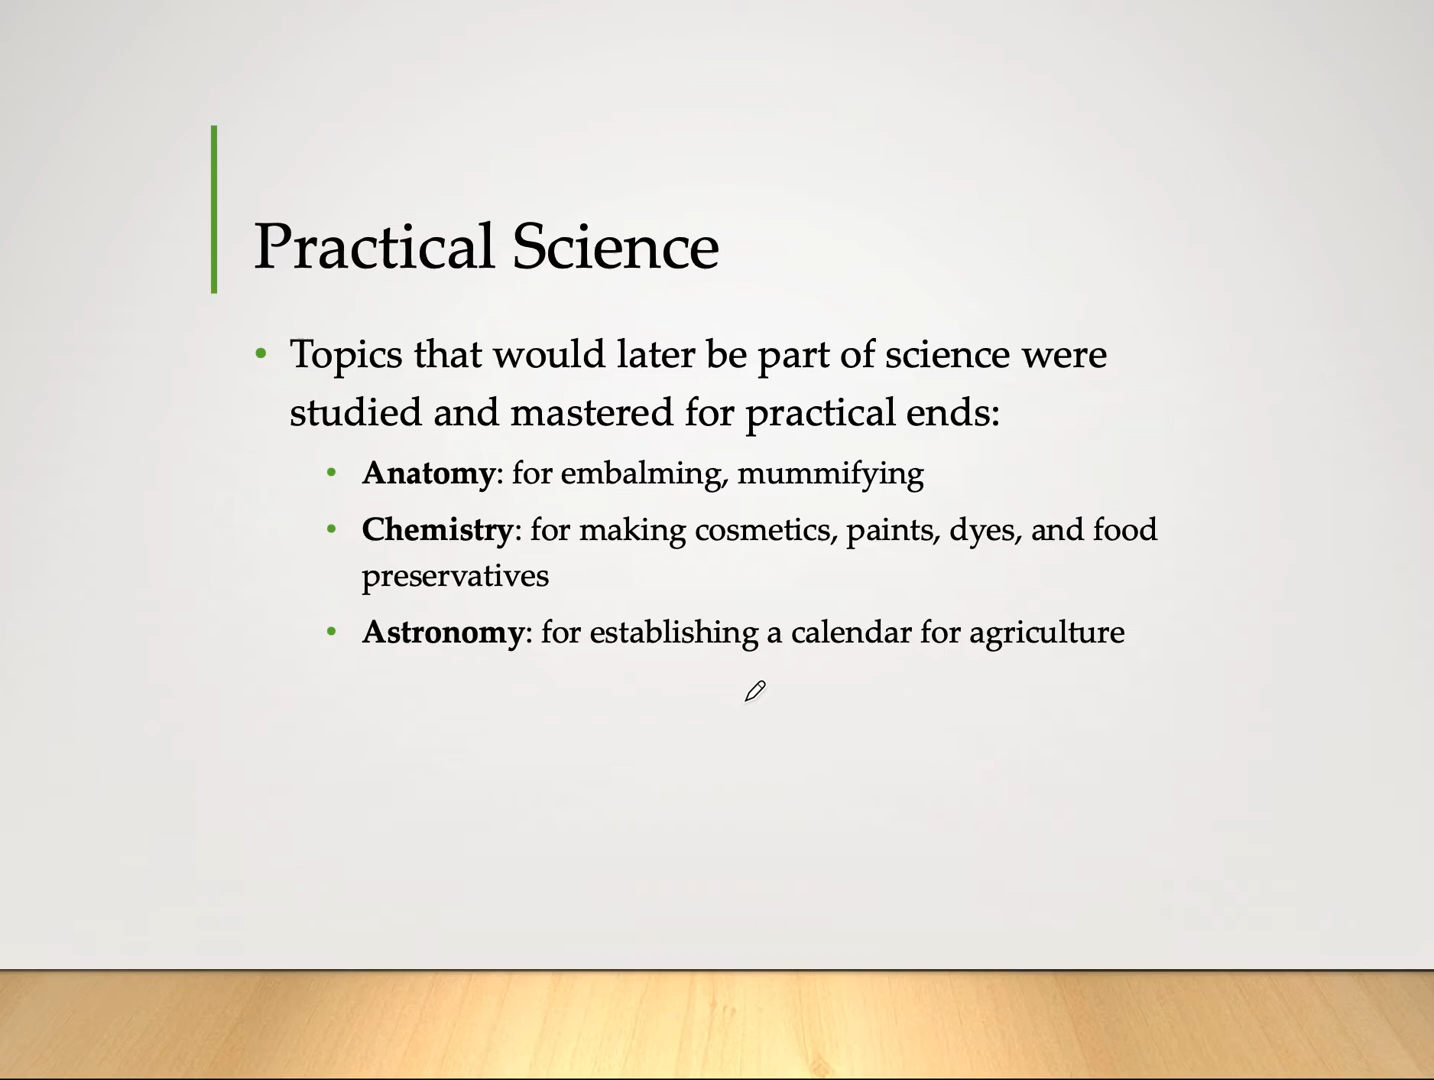 Practical Science
• Topics that would later be part of science were
studied and mastered for practical ends:
• Anatomy: for embalming, mummifying
• Chemistry: for making cosmetics, paints, dyes, and food
preservatives
• Astronomy: for establishing a calendar for agriculture